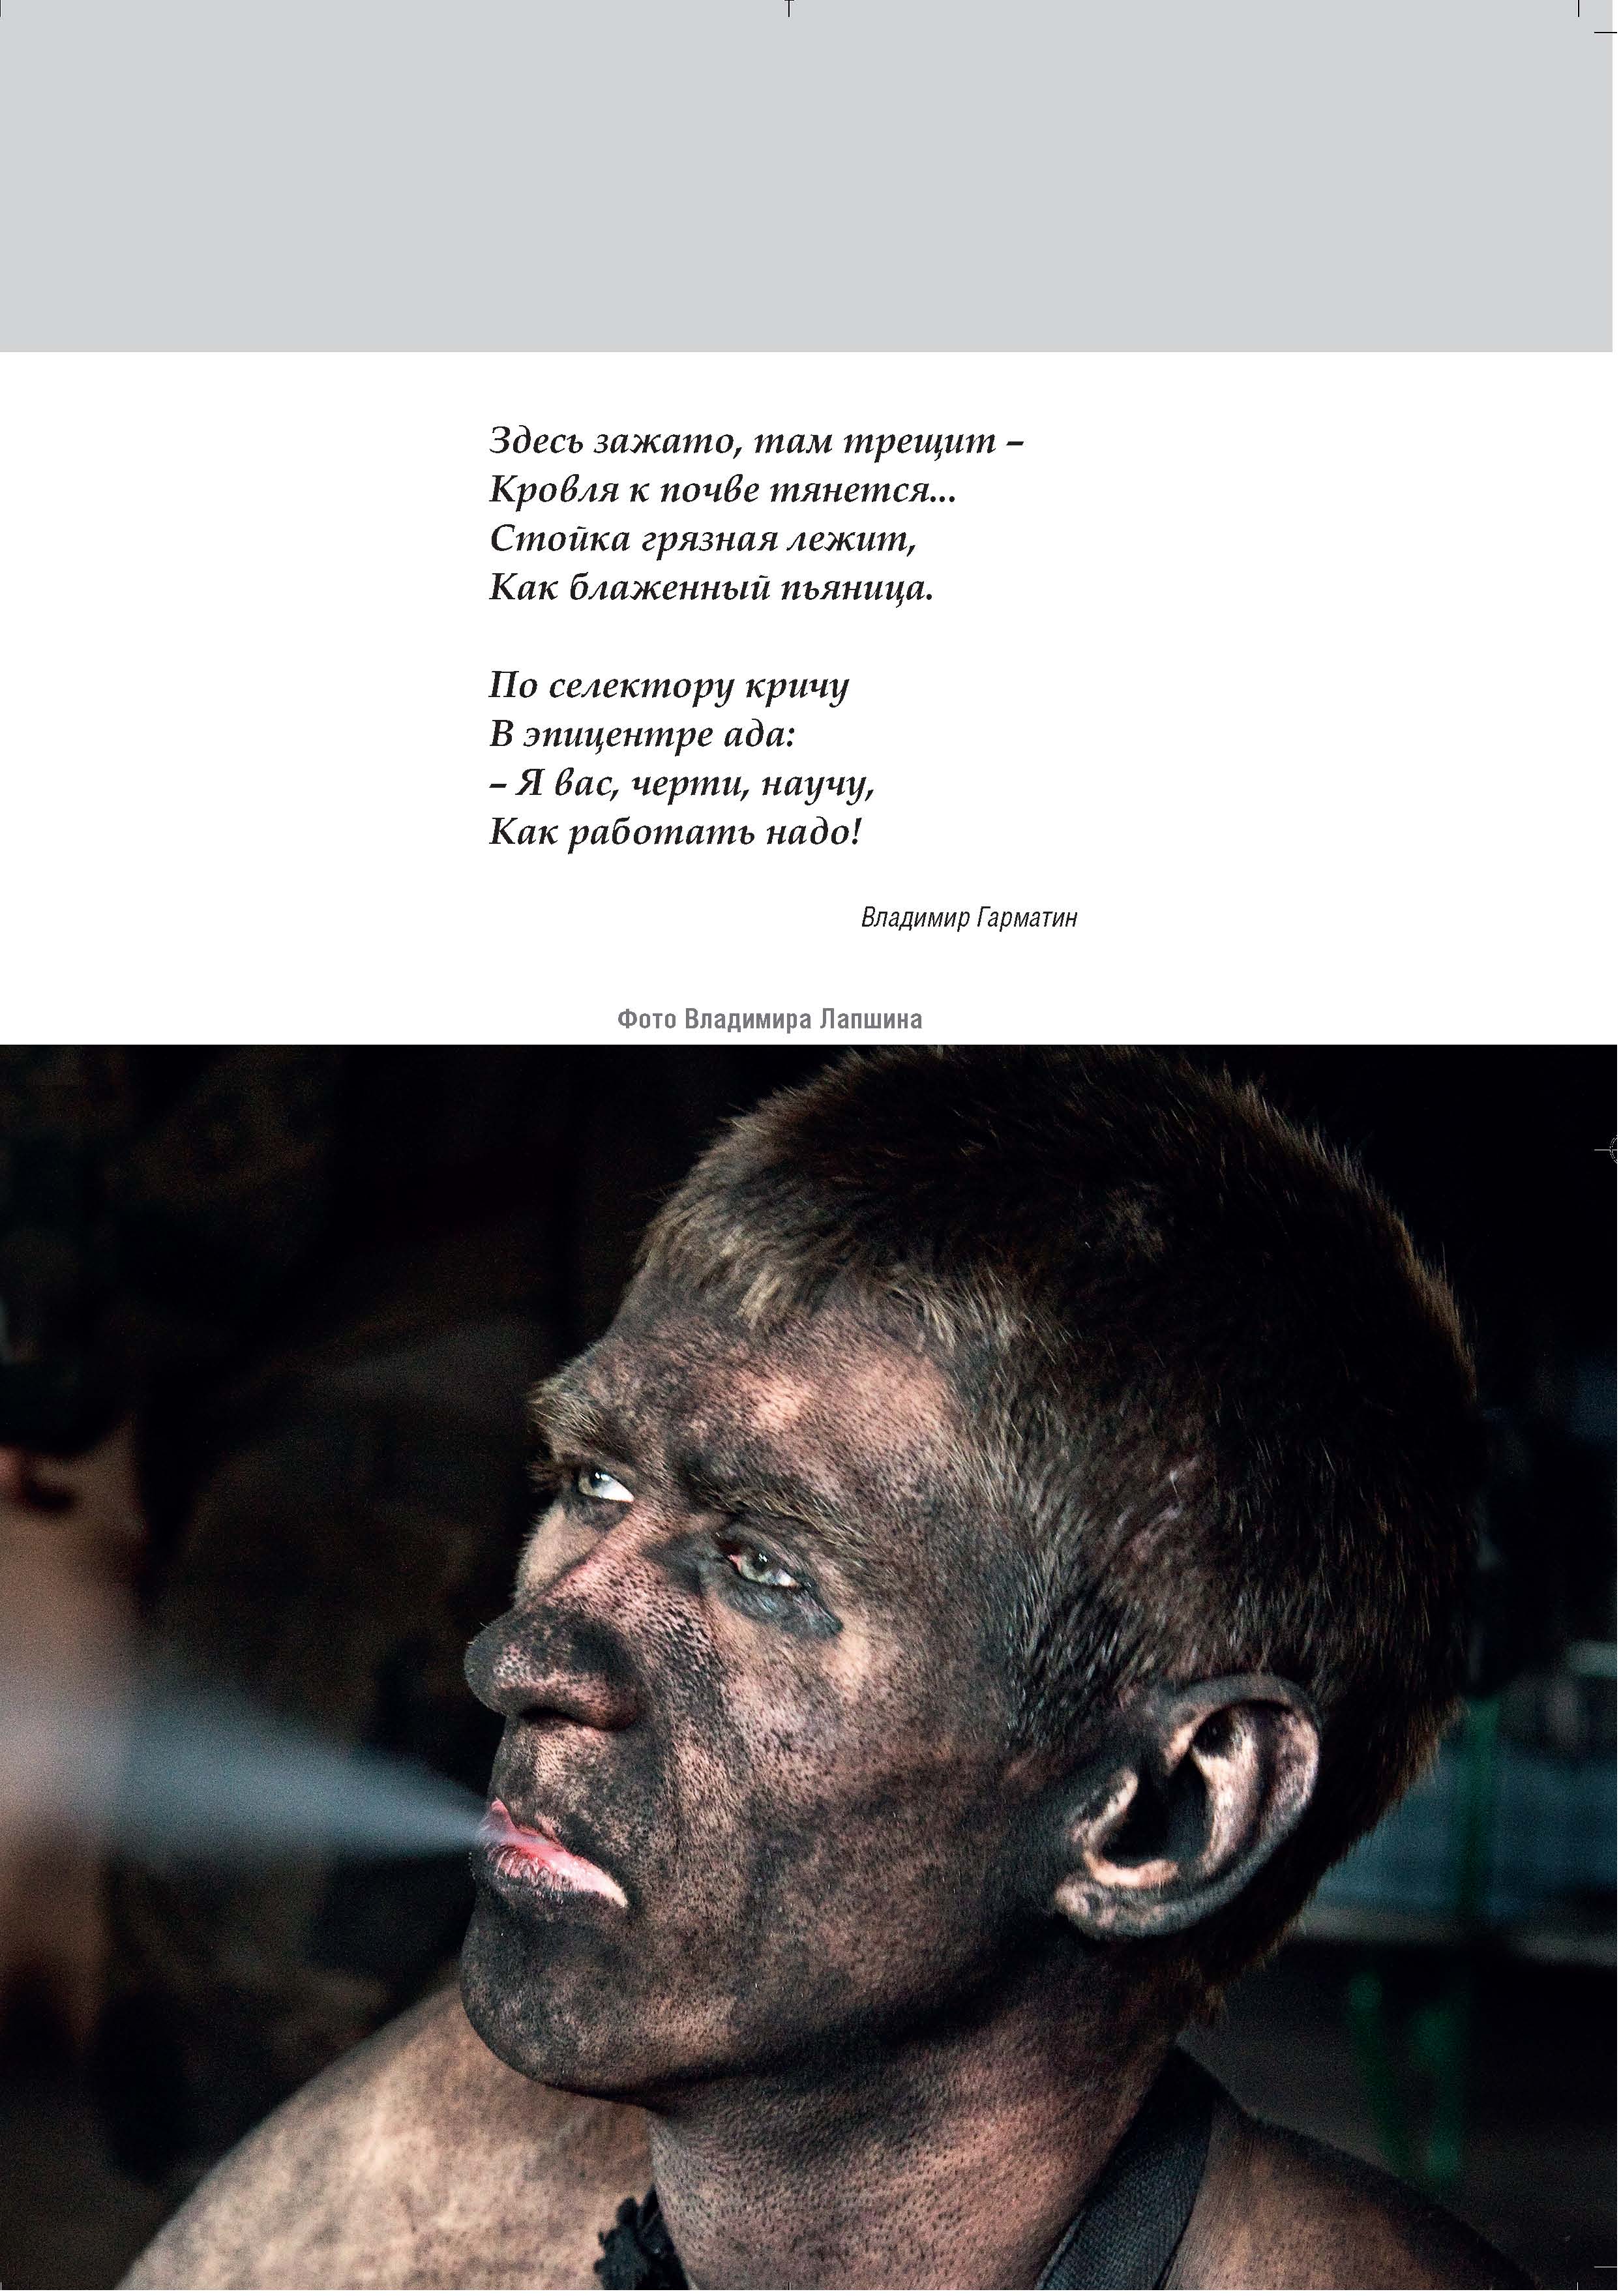 Здесь зажато, там трещит –
Кровля к почве тянется...
Стойка грязная лежит,
Как блаженный пьяница.
По селектору кричу
В эпицентре ада:
– Я вас, черти, научу,
Как работать надо!
Владимир Гарматин
Фото Владимира Лапшина